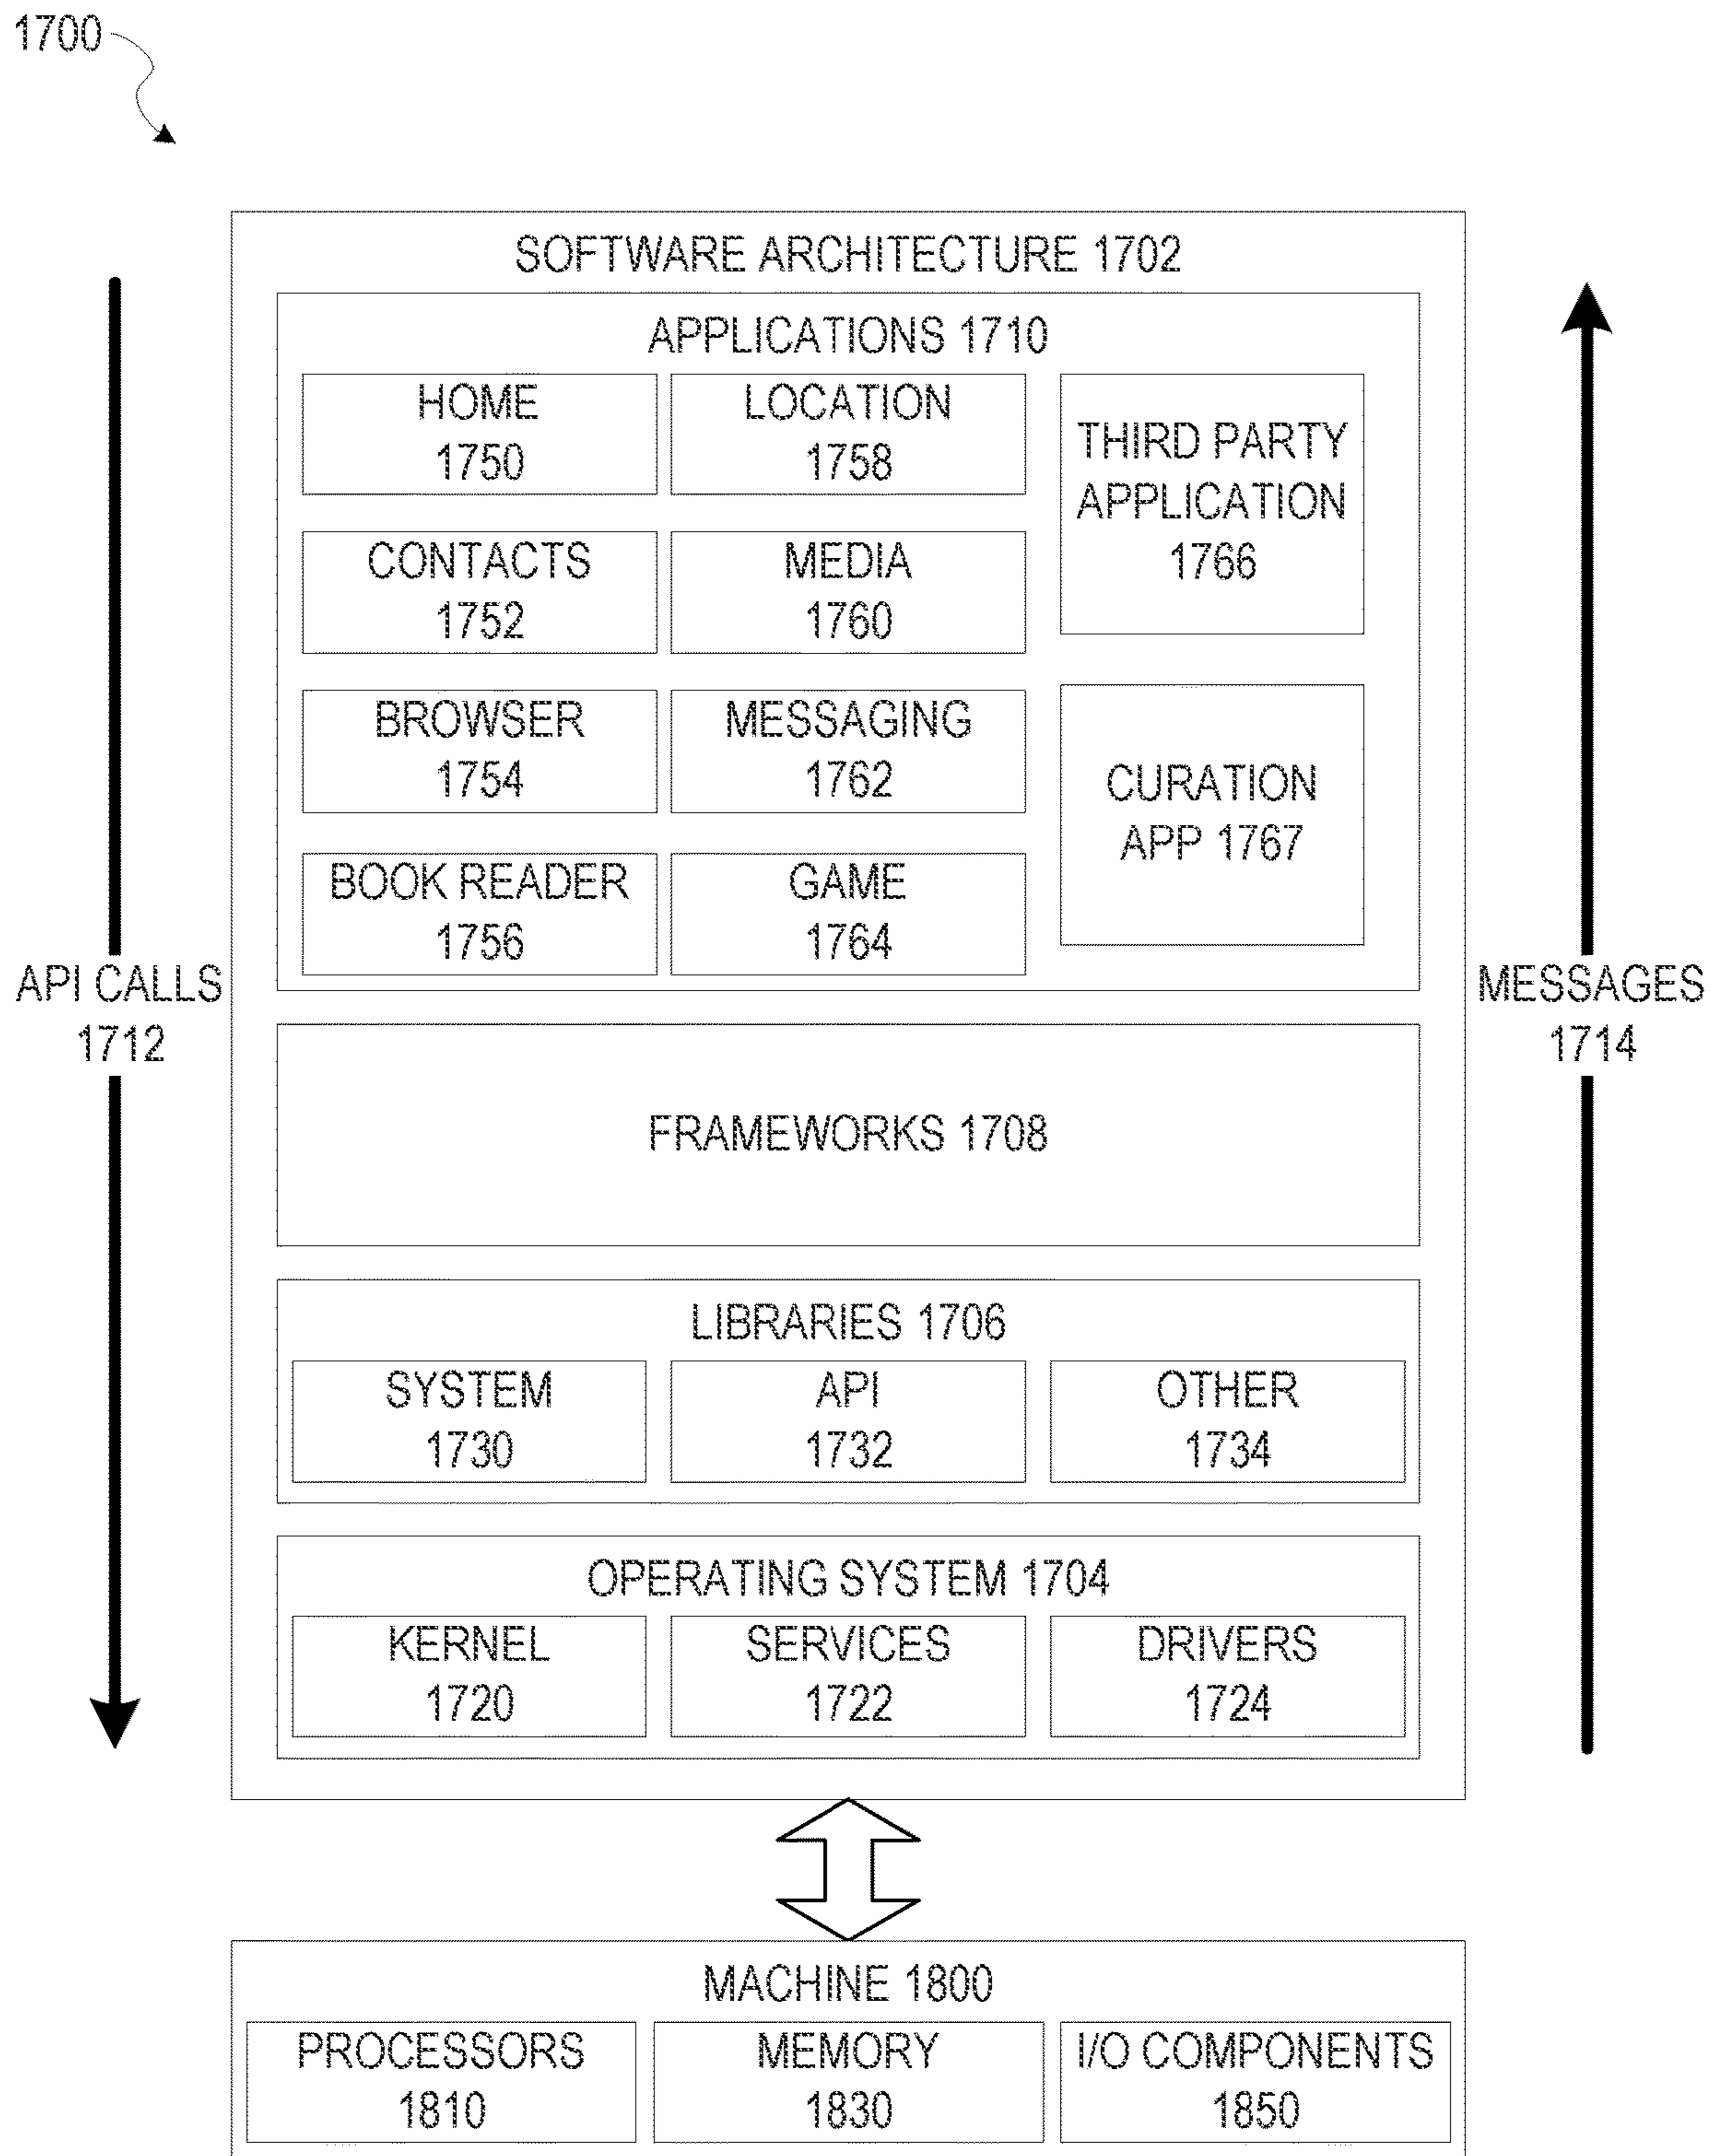 1700
SOFTWARE ARCHITECTURE 1702
APPLICATIONS 1710
HOME
1750
LOCATION
1758
THIRD PARTY
APPLICATION
1766
CONTACTS
1752
MEDIA
1760
BROWSER
1754
MESSAGING
1762
CURATION
APP 1767
BOOK READER
1756
GAME
1764
API CALLS
1712
MESSAGES
1714
FRAMEWORKS 1708
LIBRARIES 1706
SYSTEM
1730
API
1732
OTHER
1734
OPERATING SYSTEM 1704
KERNEL
1720
SERVICES
1722
DRIVERS
1724
MACHINE 1800
PROCESSORS
1810
MEMORY
1830
I/O COMPONENTS
1850